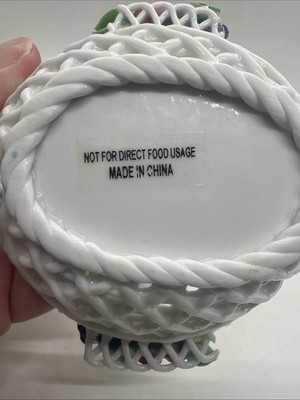 NOT FOR DIRECT FOOD USAGE
MADE IN CHINA